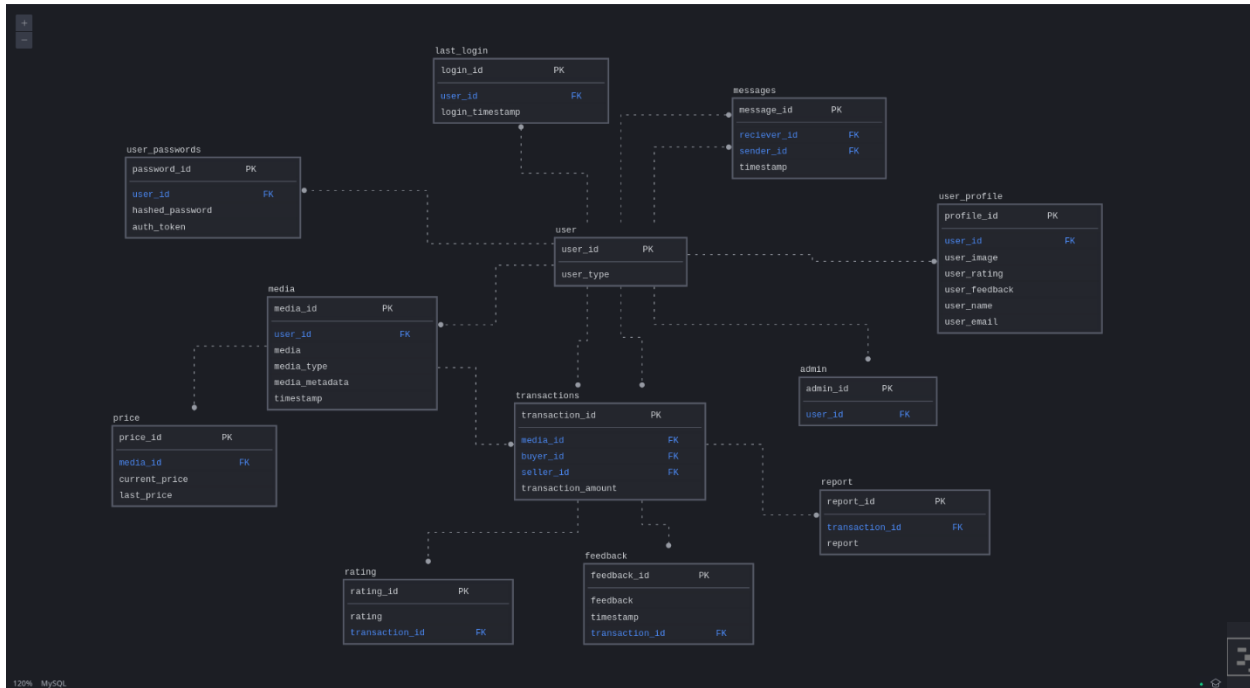 +
−
last_login
login_id PK
user_id FK
login_timestamp
messages
message_id PK
reciever_id FK
sender_id FK
timestamp
user_passwords
password_id PK
user_id FK
hashed_password
auth_token
user_profile
profile_id PK
user_id FK
user_image
user_rating
user_feedback
user_name
user_email
user
user_id PK
user_type
media
media_id PK
user_id FK
media
media_type
media_metadata
timestamp
admin
admin_id PK
user_id FK
transactions
transaction_id PK
media_id FK
buyer_id FK
seller_id FK
transaction_amount
price
price_id PK
media_id FK
current_price
last_price
report
report_id PK
transaction_id FK
report
rating
rating_id PK
rating
transaction_id FK
feedback
feedback_id PK
feedback
timestamp
transaction_id FK
120% MySQL